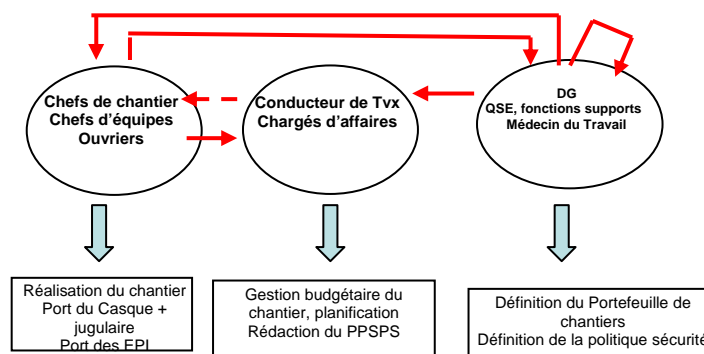 Chefs de chantier
Chefs d'équipes
Ouvriers
Conducteur de Tvx
Chargés d'affaires
DG
QSE, fonctions supports
Médecin du Travail
Réalisation du chantier
Port du Casque +
jugulaire
Port des EPI
Gestion budgétaire du
chantier, planification
Rédaction du PPSPS
Définition du Portefeuille de
chantiers
Définition de la politique sécurité